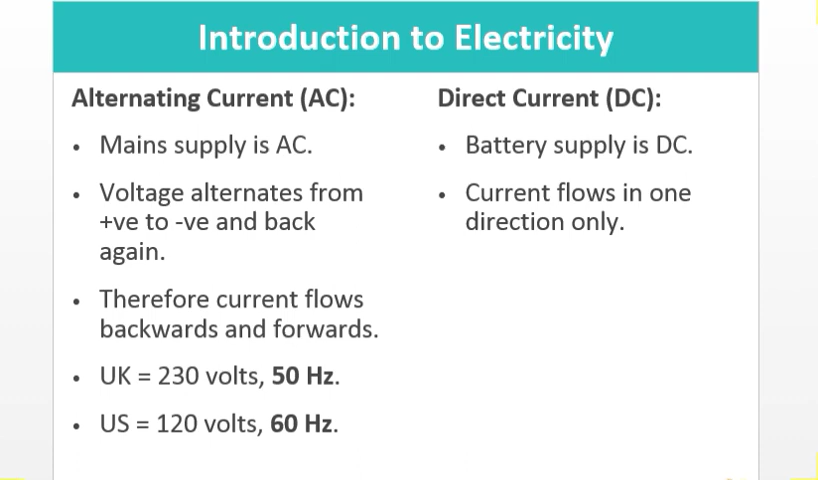 Introduction to Electricity
Alternating Current (AC):
• Mains supply is AC.
• Voltage alternates from
+ve to -ve and back
again.
• Therefore current flows
backwards and forwards.
• UK = 230 volts, 50 Hz.
• US = 120 volts, 60 Hz.
Direct Current (DC):
• Battery supply is DC.
• Current flows in one
direction only.